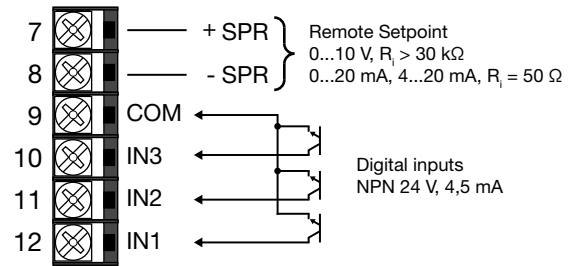 7 + SPR
8 - SPR
Remote Setpoint
0...10 V, Ri > 30 kΩ
0...20 mA, 4...20 mA, Ri = 50 Ω
9 COM
10 IN3
11 IN2
12 IN1
Digital inputs
NPN 24 V, 4,5 mA